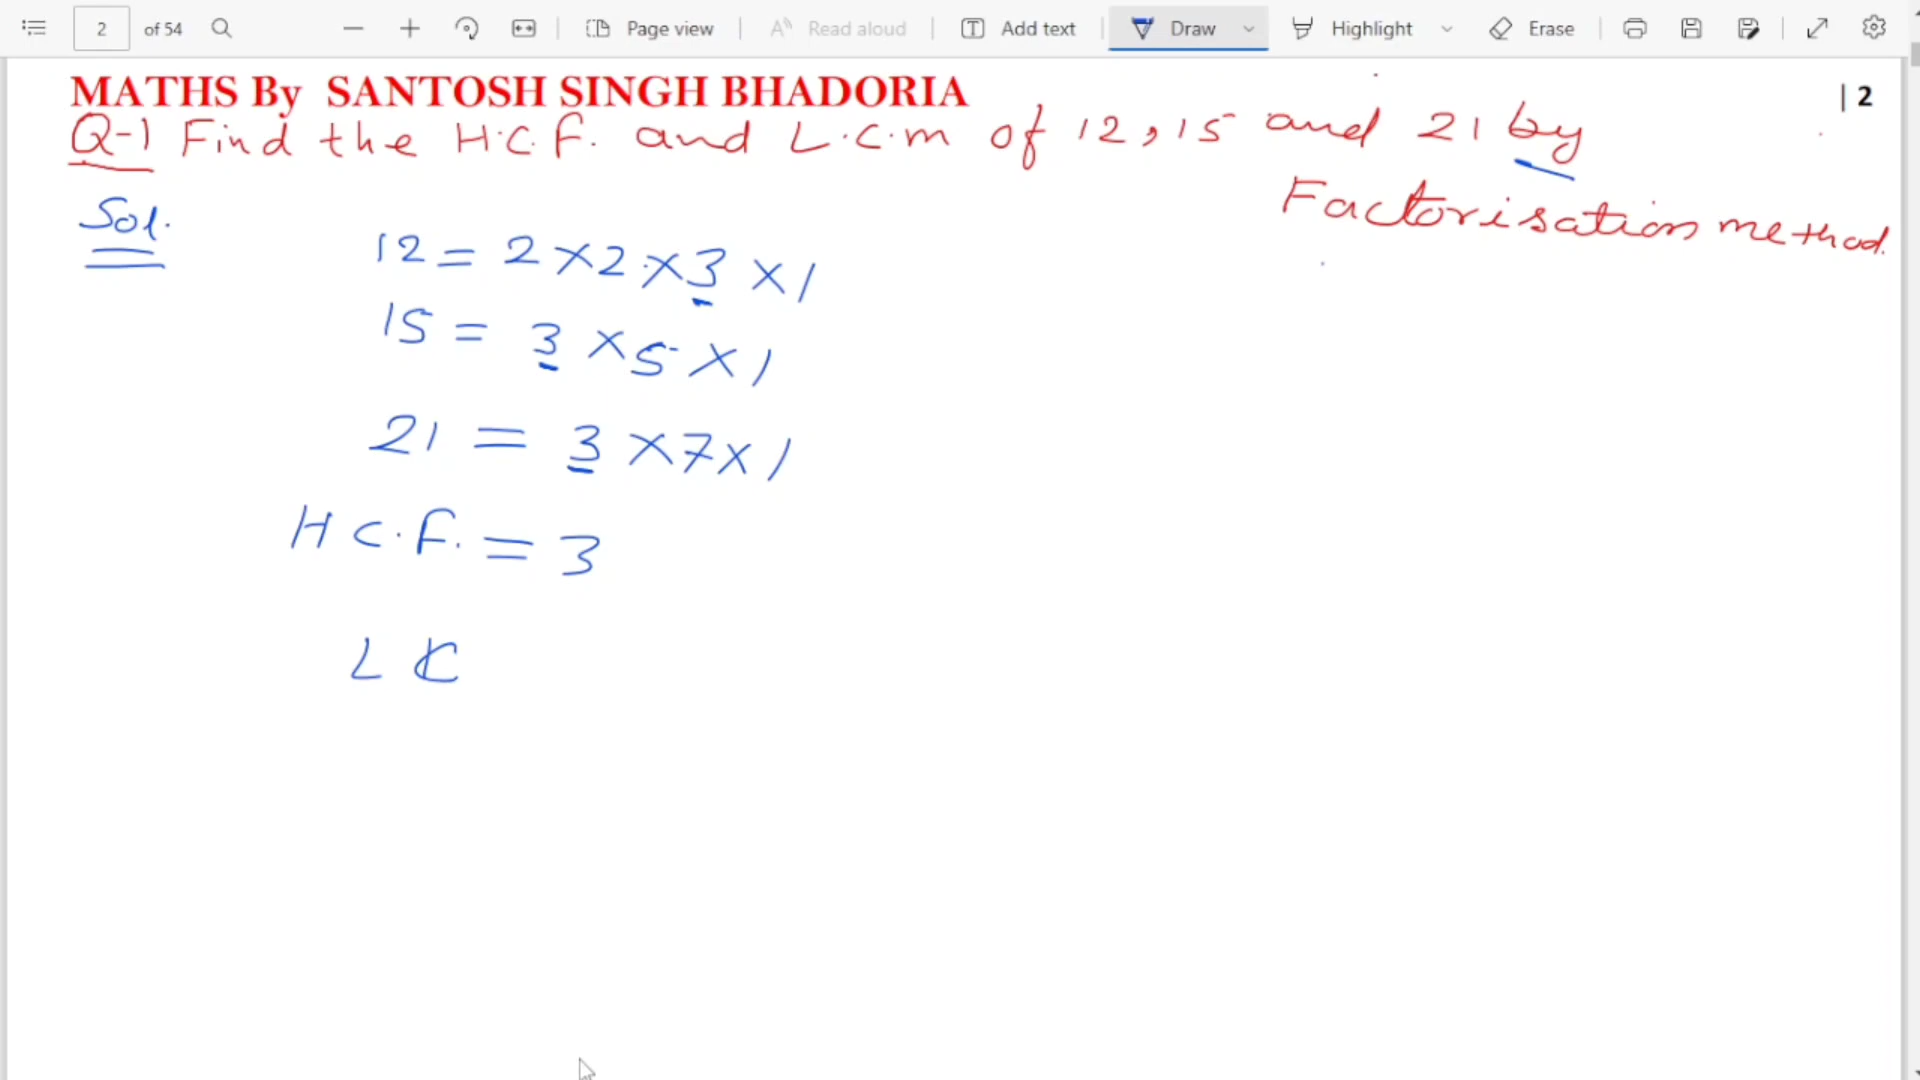 2 of 54 Page view Read aloud Add text Draw Highlight Erase
MATHS By SANTOSH SINGH BHADORIA | 2
Q-1 Find the H.C.F. and L.C.M of 12, 15 and 21 by
Factorisation method.
Sol.
12 = 2 × 2 × 3 × 1
15 = 3 × 5 × 1
21 = 3 × 7 × 1
H C.F. = 3
L C